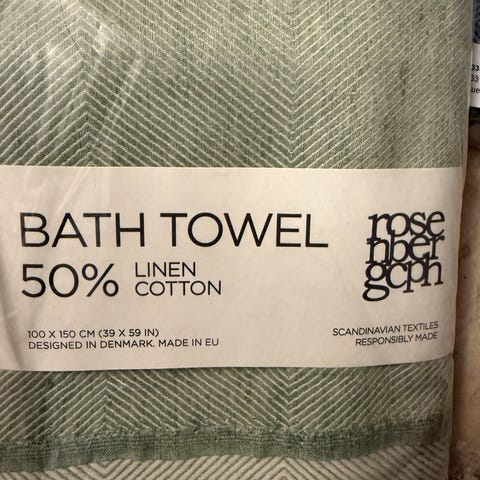 BATH TOWEL
50% LINEN
COTTON
rose
nber
gcph
100 X 150 CM (39 X 59 IN)
DESIGNED IN DENMARK. MADE IN EU
SCANDINAVIAN TEXTILES
RESPONSIBLY MADE